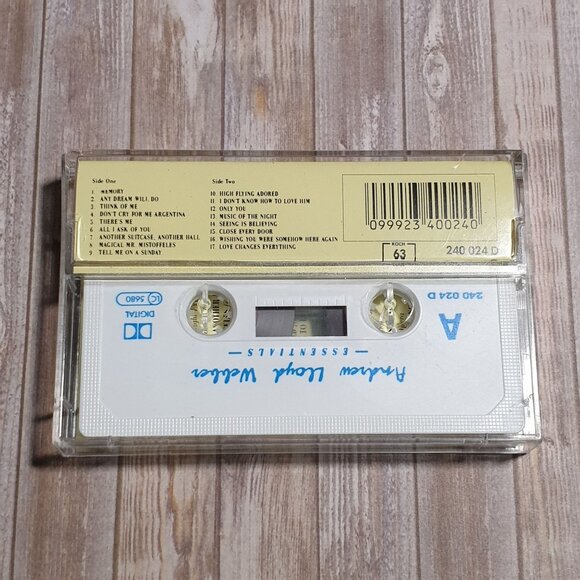 Side One
1 MEMORY
2 ANY DREAM WILL DO
3 THINK OF ME
4 DON'T CRY FOR ME ARGENTINA
5 THERE'S ME
6 ALL I ASK OF YOU
7 ANOTHER SUITCASE, ANOTHER HALL
8 MAGICAL MR. MISTOFFELES
9 TELL ME ON A SUNDAY
Side Two
10 HIGH FLYING ADORED
11 I DON'T KNOW HOW TO LOVE HIM
12 ONLY YOU
13 MUSIC OF THE NIGHT
14 SEEING IS BELIEVING
15 CLOSE EVERY DOOR
16 WISHING YOU WERE SOMEHOW HERE AGAIN
17 LOVE CHANGES EVERYTHING
099923 400240
KOCH
63
240 024 D
Andrew Lloyd Webber
— ESSENTIALS —
A
240 024 D
DIGITAL
LC 5680